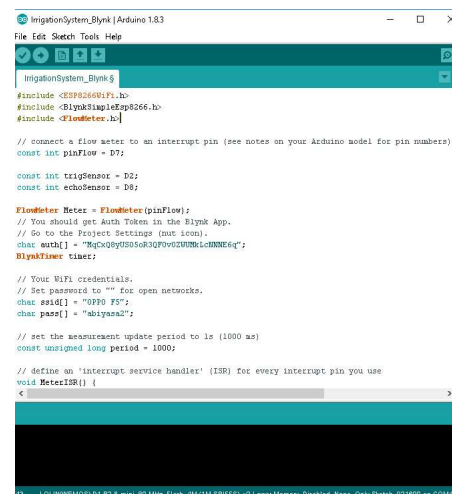 IrrigationSystem_Blynk | Arduino 1.8.3
File Edit Sketch Tools Help
IrrigationSystem_Blynk §
#include <ESP8266WiFi.h>
#include <BlynkSimpleEsp8266.h>
#include <FlowMeter.h>
// connect a flow meter to an interrupt pin (see notes on your Arduino model for pin numbers)
const int pinFlow = D7;
const int trigSensor = D2;
const int echoSensor = D8;
FlowMeter Meter = FlowMeter(pinFlow);
// You should get Auth Token in the Blynk App.
// Go to the Project Settings (nut icon).
char auth[] = "MqCxQ8yUS05oR3QF0v0ZWUMkLcNNNE6q";
BlynkTimer timer;
// Your WiFi credentials.
// Set password to "" for open networks.
char ssid[] = "OPPO F5";
char pass[] = "abiyasa2";
// set the measurement update period to 1s (1000 ms)
const unsigned long period = 1000;
// define an 'interrupt service handler' (ISR) for every interrupt pin you use
void MeterISR() {